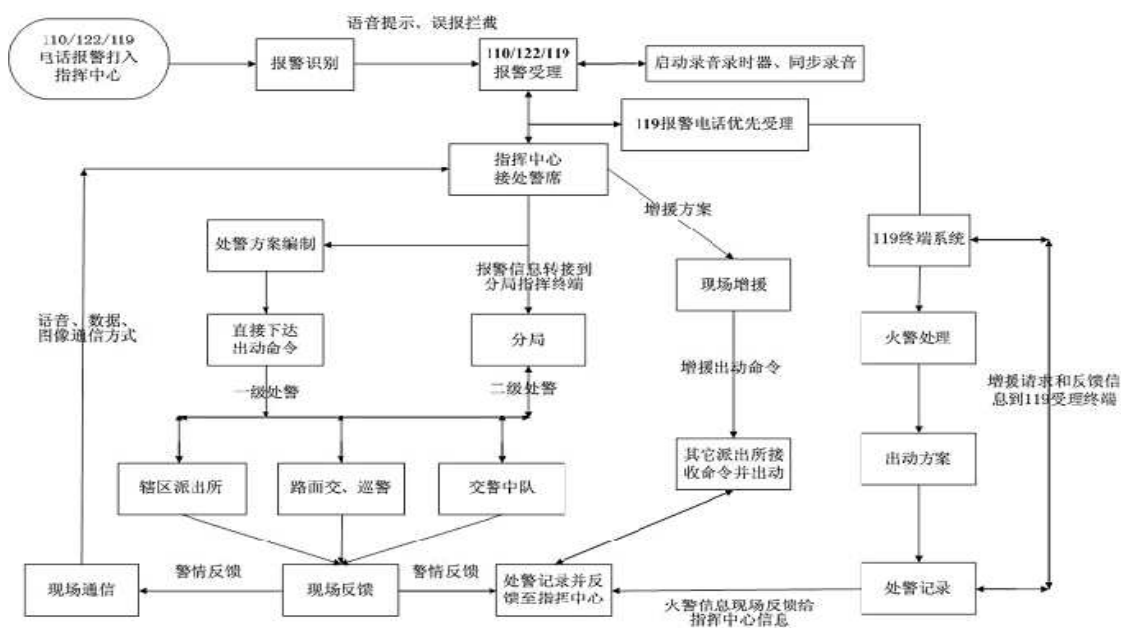 语音提示、误报拦截
110/122/119
电话报警打入
指挥中心
报警识别
110/122/119
报警受理
启动录音录时器、同步录音
119报警电话优先受理
指挥中心
接处警席
增援方案
处警方案编制
119终端系统
报警信息转接到
分局指挥终端
现场增援
语音、数据、
图像通信方式
直接下达
出动命令
分局
火警处理
增援出动命令
增援请求和反馈信
息到119受理终端
一级处警
二级处警
其它派出所接
收命令并出动
出动方案
辖区派出所
路面交、巡警
交警中队
警情反馈
警情反馈
现场通信
现场反馈
处警记录并反
馈至指挥中心
处警记录
火警信息现场反馈给
指挥中心信息